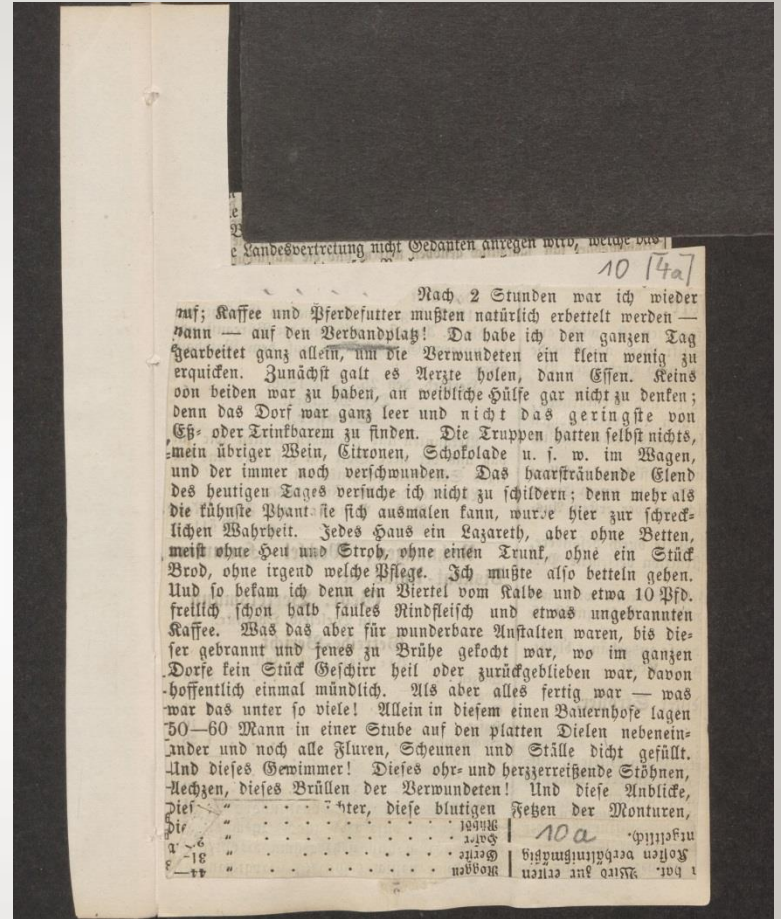 e Landesvertretung nicht Gedanken anregen wird, welche das
10 [4a]
Nach 2 Stunden war ich wieder
auf; Kaffee und Pferdefutter mußten natürlich erbettelt werden —
dann — auf den Verbandplatz! Da habe ich den ganzen Tag
gearbeitet ganz allein, um die Verwundeten ein klein wenig zu
erquicken. Zunächst galt es Aerzte holen, dann Essen. Keins
von beiden war zu haben, an weibliche Hülfe gar nicht zu denken;
denn das Dorf war ganz leer und nicht das geringste von
Eß- oder Trinkbarem zu finden. Die Truppen hatten selbst nichts,
mein übriger Wein, Citronen, Schokolade u. s. w. im Wagen,
und der immer noch verschwunden. Das haarsträubende Elend
des heutigen Tages versuche ich nicht zu schildern; denn mehr als
die kühnste Phantasie sich ausmalen kann, wurde hier zur schreck-
lichen Wahrheit. Jedes Haus ein Lazareth, aber ohne Betten,
meist ohne Heu und Stroh, ohne einen Trunk, ohne ein Stück
Brod, ohne irgend welche Pflege. Ich mußte also betteln gehen.
Und so bekam ich denn ein Viertel vom Kalbe und etwa 10 Pfd.
freilich schon halb faules Rindfleisch und etwas ungebrannten
Kaffee. Was das aber für wunderbare Anstalten waren, bis die-
ser gebrannt und jenes zu Brühe gekocht war, wo im ganzen
Dorfe kein Stück Geschirr heil oder zurückgeblieben war, davon
hoffentlich einmal mündlich. Als aber alles fertig war — was
war das unter so viele! Allein in diesem einen Bauernhofe lagen
50—60 Mann in einer Stube auf den platten Dielen nebenein-
ander und noch alle Fluren, Scheunen und Ställe dicht gefüllt.
Und dieses Gewimmer! Dieses ohr- und herzzerreißende Stöhnen,
Aechzen, dieses Brüllen der Verwundeten! Und diese Anblicke,
hter, diese blutigen Fetzen der Monturen,
Rüböl
10a
Hafer
Gerste 31-
Kosten verhältnißmäßig
Roggen 44—
t hat. Wird zur ersten